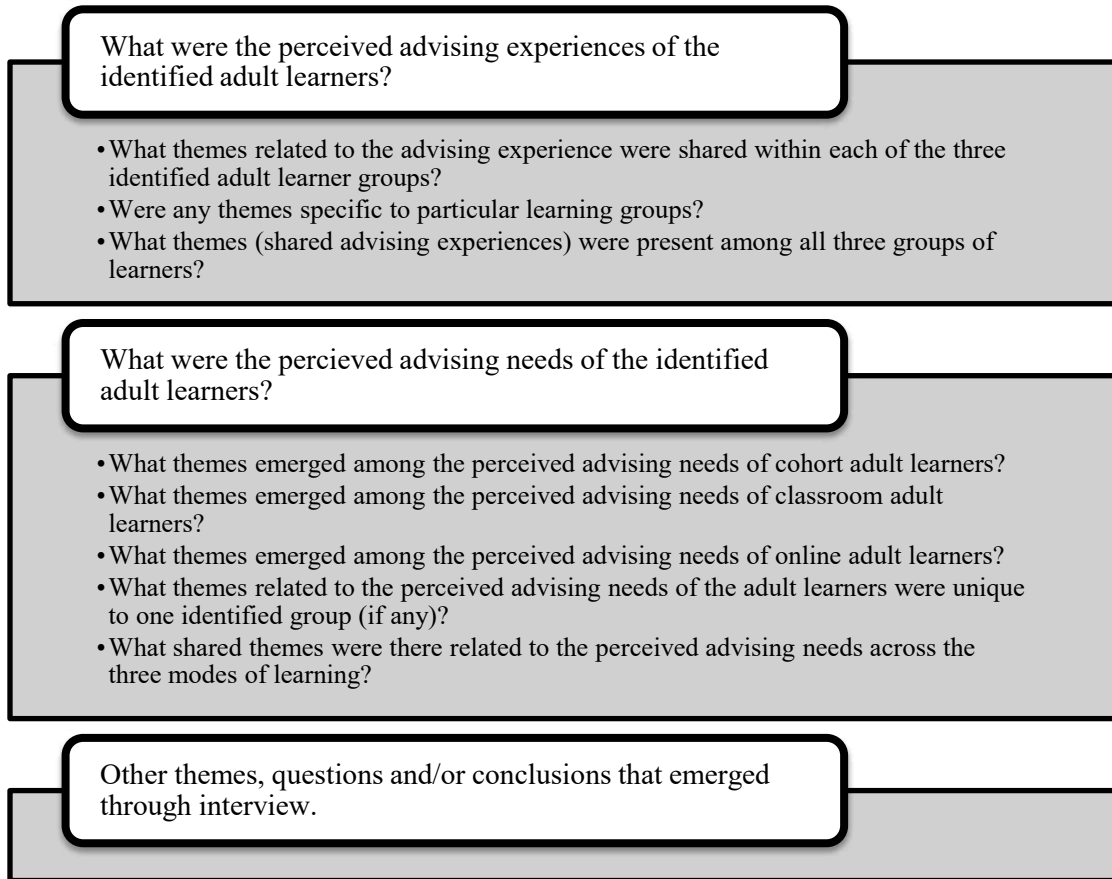 What were the perceived advising experiences of the
identified adult learners?
•What themes related to the advising experience were shared within each of the three
identified adult learner groups?
•Were any themes specific to particular learning groups?
•What themes (shared advising experiences) were present among all three groups of
learners?
What were the percieved advising needs of the identified
adult learners?
•What themes emerged among the perceived advising needs of cohort adult learners?
•What themes emerged among the perceived advising needs of classroom adult
learners?
•What themes emerged among the perceived advising needs of online adult learners?
•What themes related to the perceived advising needs of the adult learners were unique
to one identified group (if any)?
•What shared themes were there related to the perceived advising needs across the
three modes of learning?
Other themes, questions and/or conclusions that emerged
through interview.